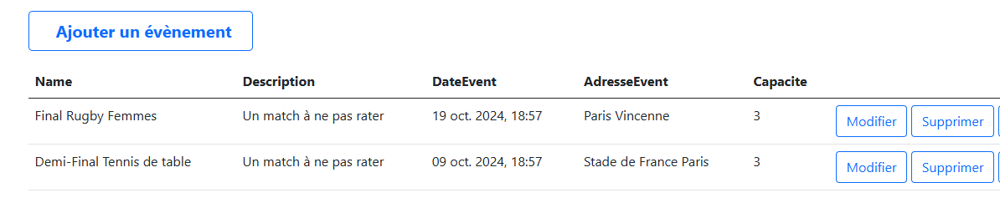 Ajouter un évènement
Name Description DateEvent AdresseEvent Capacite
Final Rugby Femmes Un match à ne pas rater 19 oct. 2024, 18:57 Paris Vincenne 3 Modifier Supprimer
Demi-Final Tennis de table Un match à ne pas rater 09 oct. 2024, 18:57 Stade de France Paris 3 Modifier Supprimer